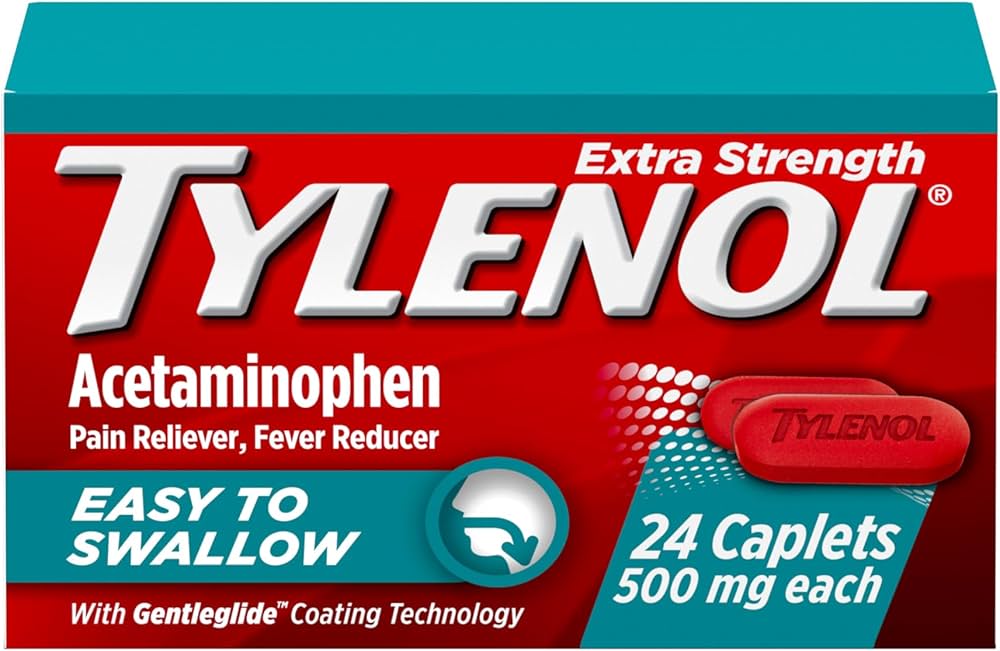 Extra Strength
TYLENOL®
Acetaminophen
Pain Reliever, Fever Reducer
EASY TO
SWALLOW
With Gentleglide™ Coating Technology
TYLENOL
24 Caplets
500 mg each